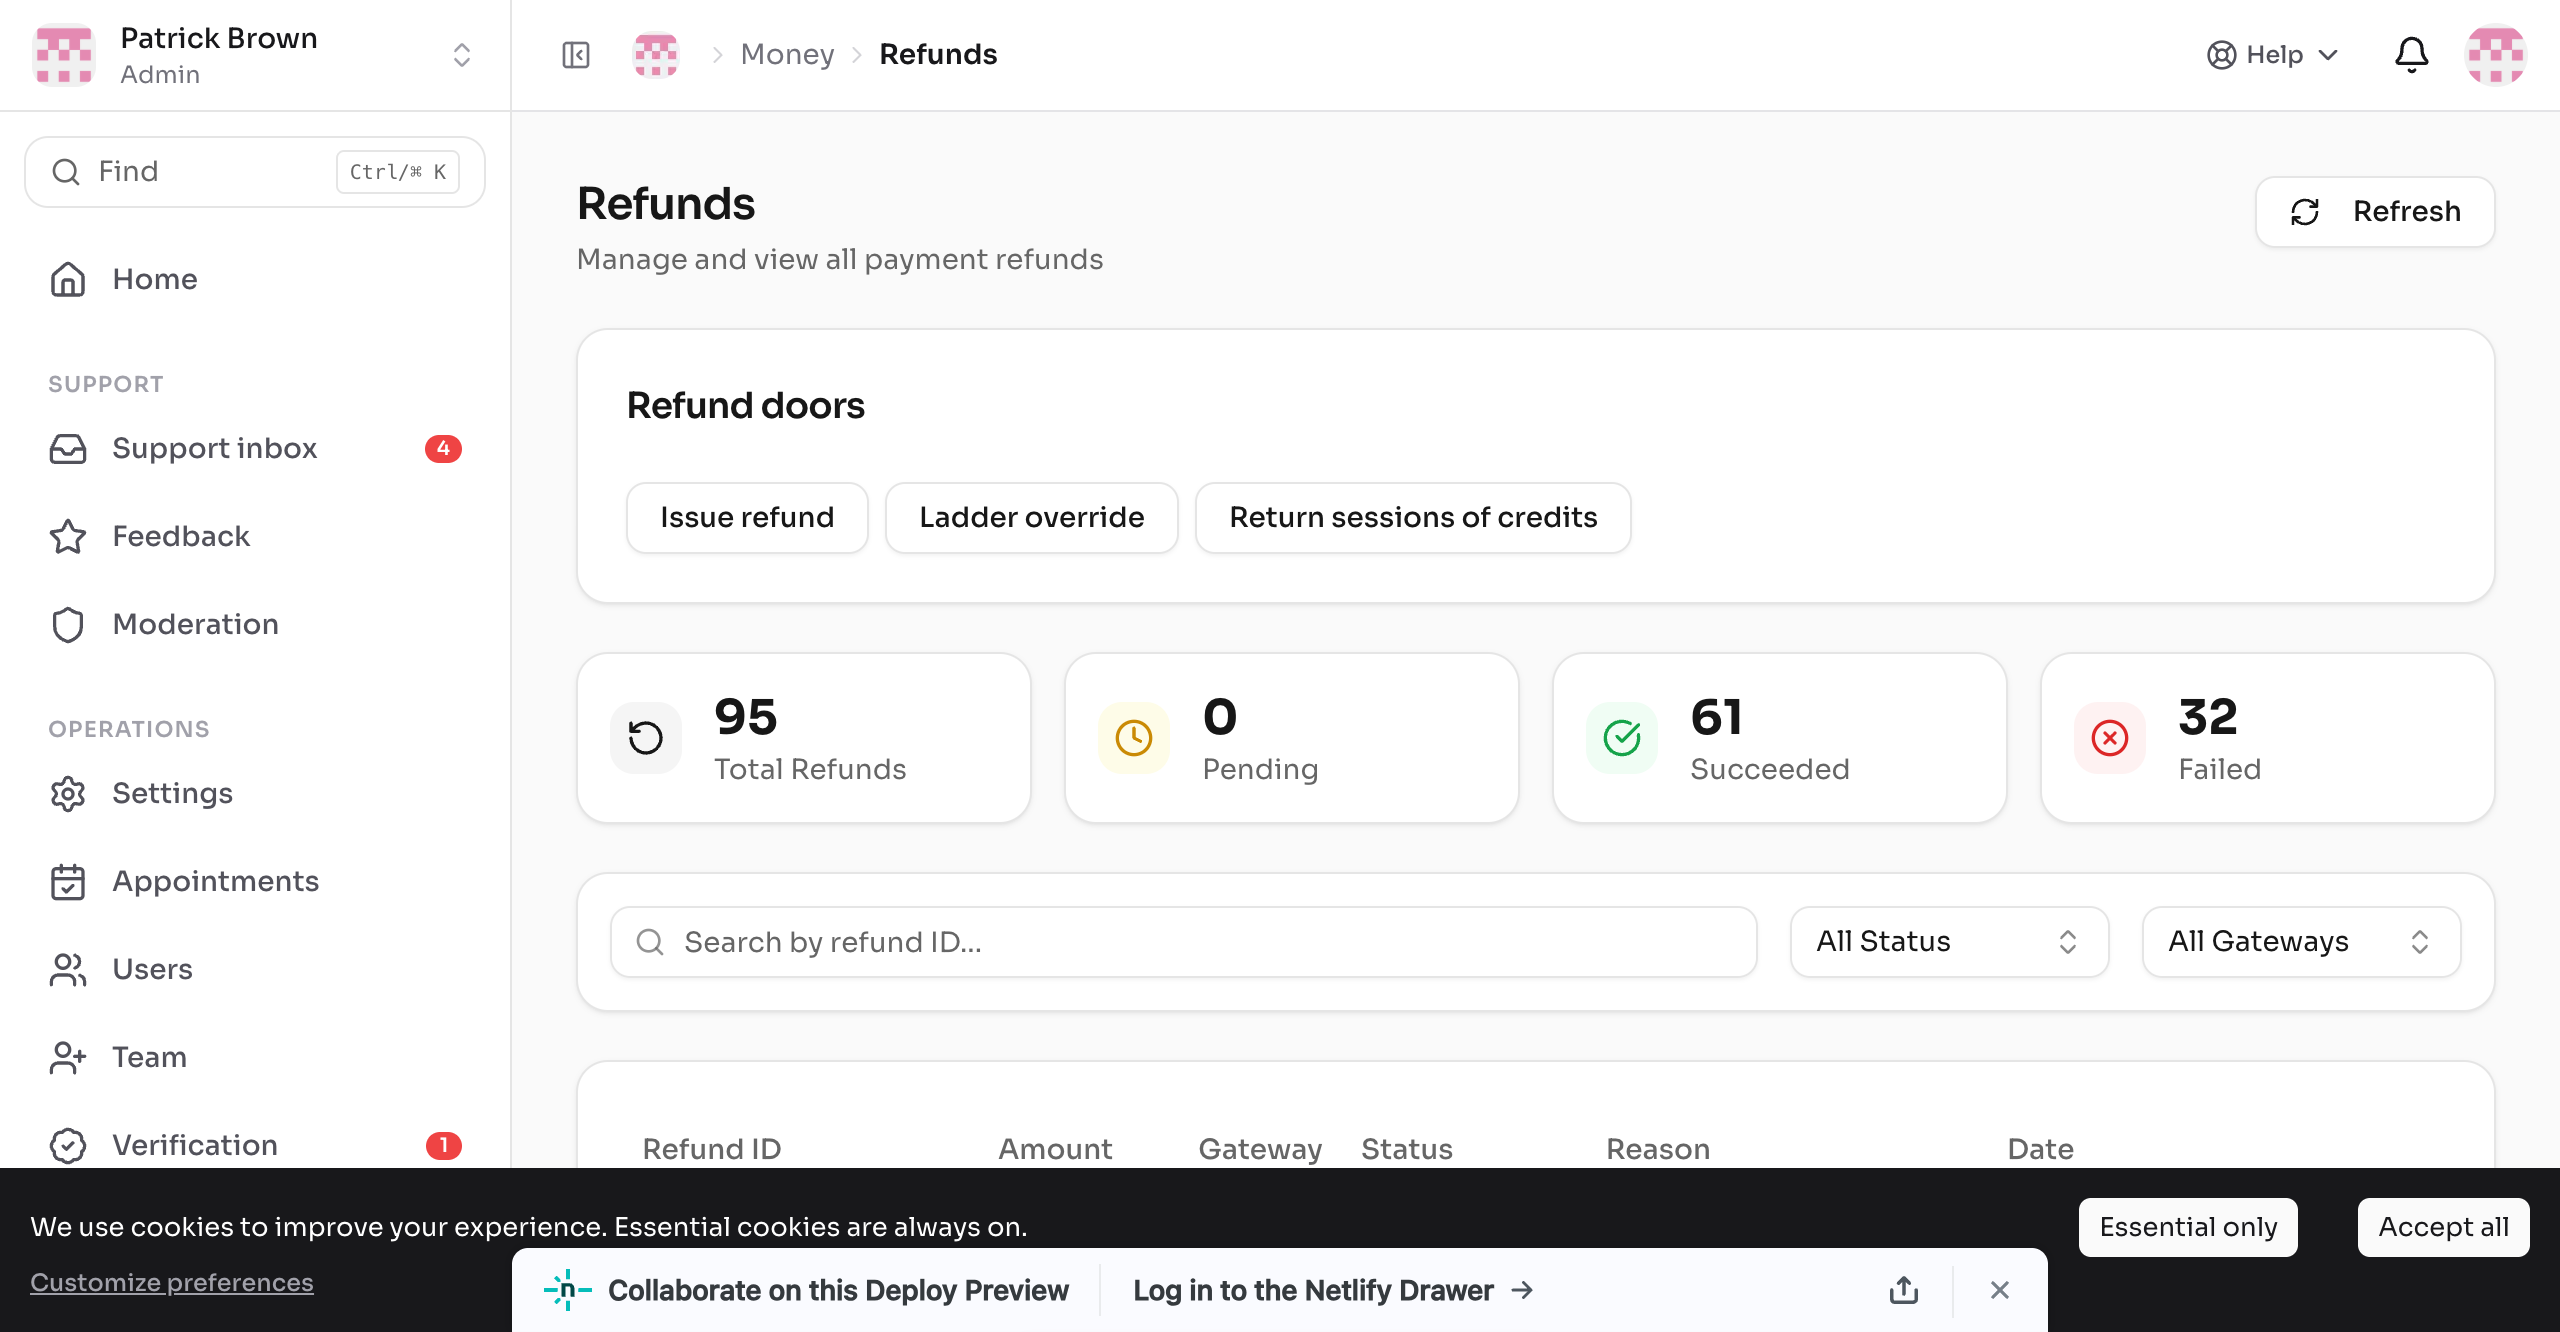 Patrick Brown
Admin
Money
Refunds
Help
Find
Ctrl/⌘ K
Home
SUPPORT
Support inbox
4
Feedback
Moderation
OPERATIONS
Settings
Appointments
Users
Team
Verification
1
Refunds
Manage and view all payment refunds
Refresh
Refund doors
Issue refund
Ladder override
Return sessions of credits
95
Total Refunds
0
Pending
61
Succeeded
32
Failed
Search by refund ID...
All Status
All Gateways
Refund ID Amount Gateway Status Reason Date
We use cookies to improve your experience. Essential cookies are always on.
Customize preferences
Essential only
Accept all
Collaborate on this Deploy Preview
Log in to the Netlify Drawer →